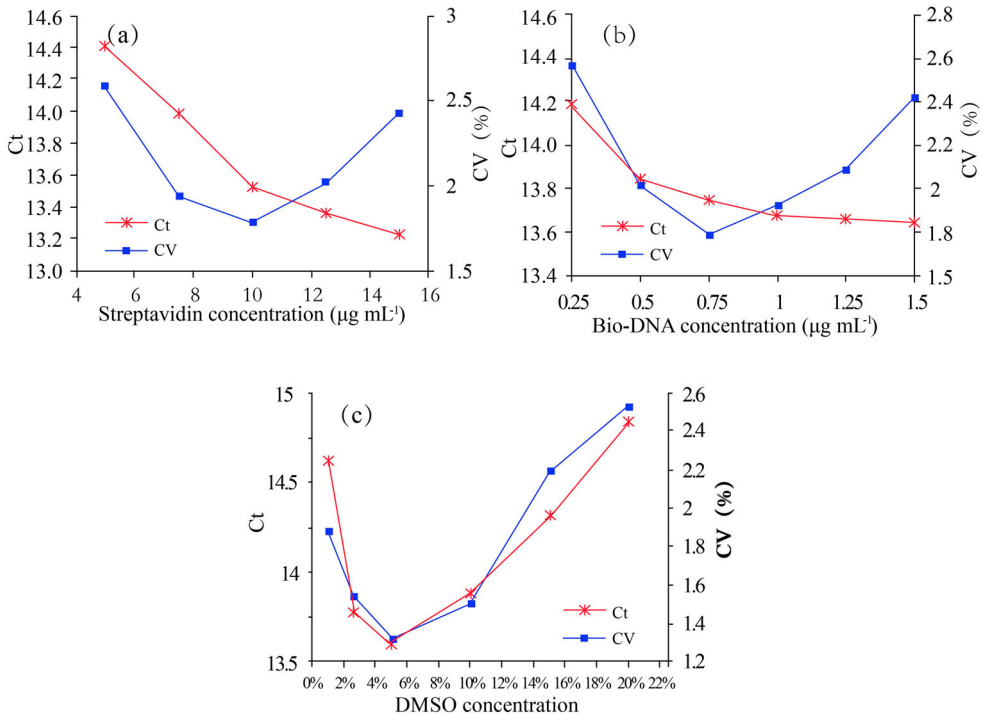 (a)
14.6
14.4
14.2
14.0
13.8
13.6
13.4
13.2
13.0
Ct
3
2.5
2
1.5
CV (%)
Ct
CV
4 6 8 10 12 14 16
Streptavidin concentration (μg mL-1)
(b)
14.6
14.4
14.2
14.0
13.8
13.6
13.4
Ct
2.8
2.6
2.4
2.2
2
1.8
1.5
CV (%)
Ct
CV
0.25 0.5 0.75 1 1.25 1.5
Bio-DNA concentration (μg mL-1)
(c)
15
14.5
14
13.5
Ct
2.6
2.4
2.2
2
1.8
1.6
1.4
1.2
CV (%)
Ct
CV
0% 2% 4% 6% 8% 10% 12% 14% 16% 18% 20% 22%
DMSO concentration